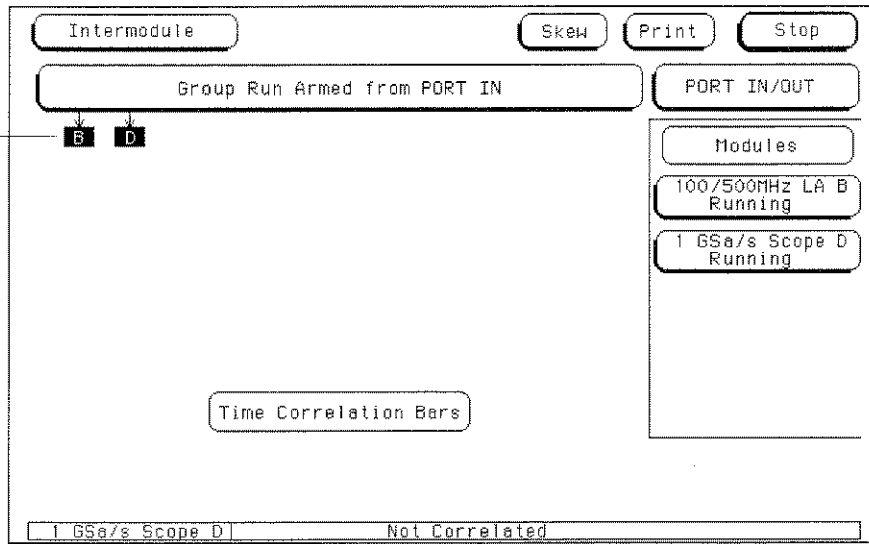 Intermodule Skew Print Stop
Group Run Armed from PORT IN PORT IN/OUT
B D
Modules
100/500MHz LA B
Running
1 GSa/s Scope D
Running
Time Correlation Bars
1 GSa/s Scope D Not Correlated